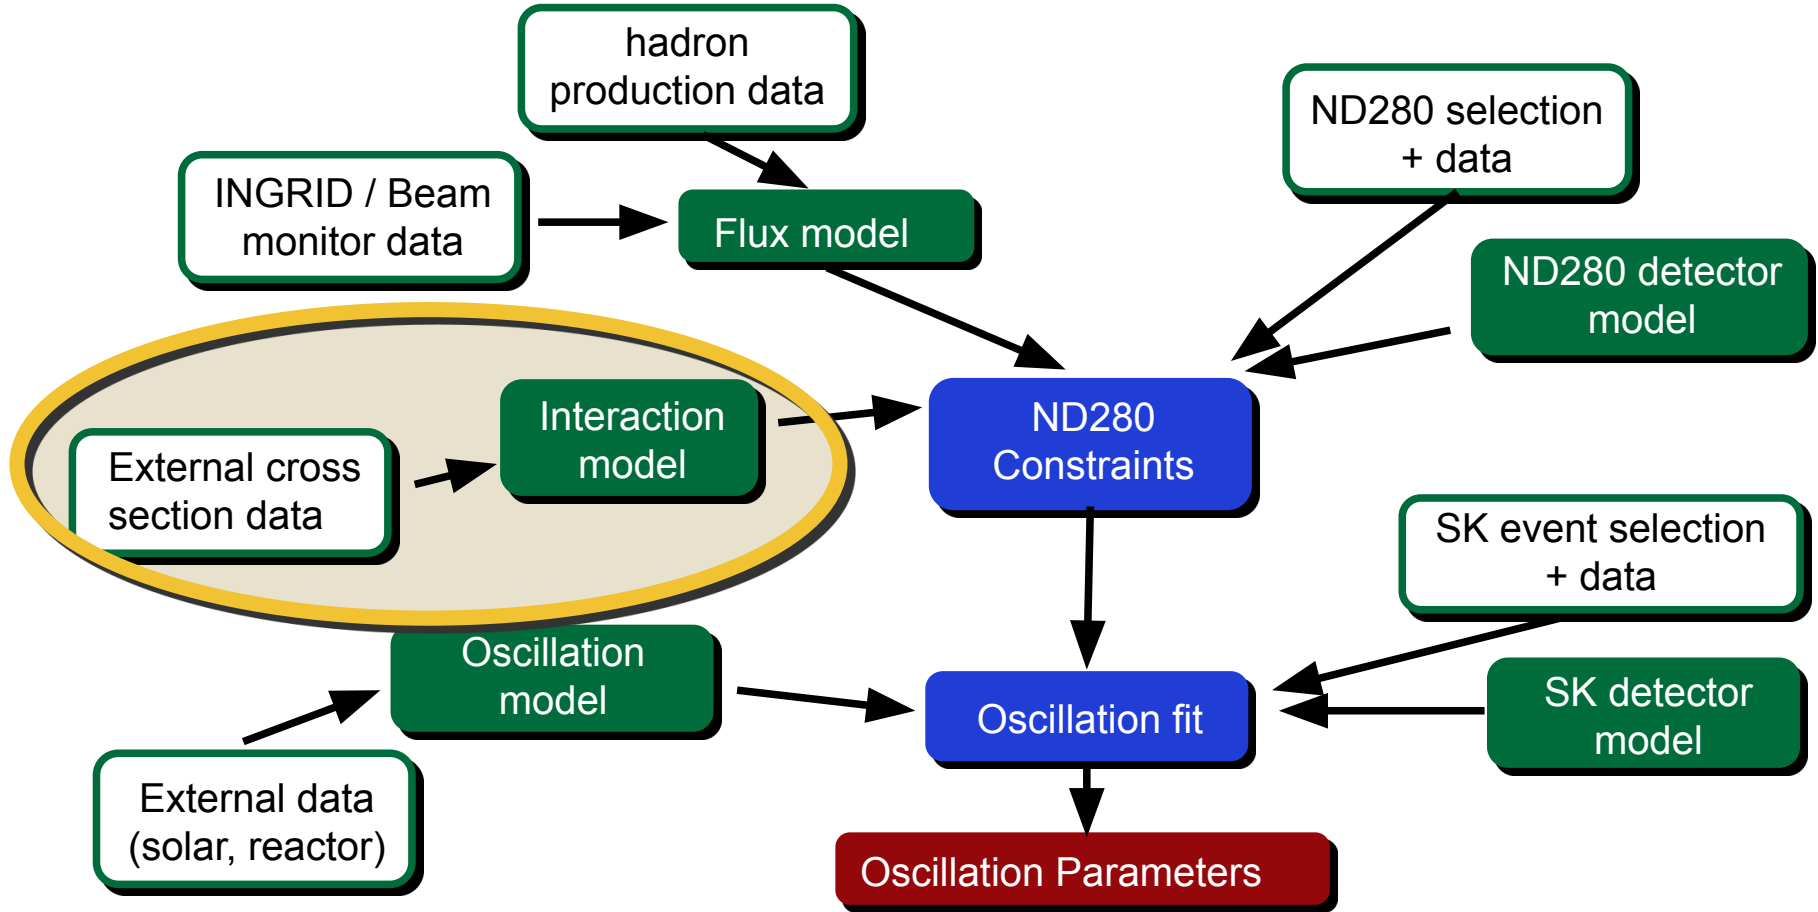 hadron
production data
ND280 selection
+ data
INGRID / Beam
monitor data
Flux model
ND280 detector
model
Interaction
model
External cross
section data
ND280
Constraints
SK event selection
+ data
Oscillation
model
Oscillation fit
SK detector
model
External data
(solar, reactor)
Oscillation Parameters